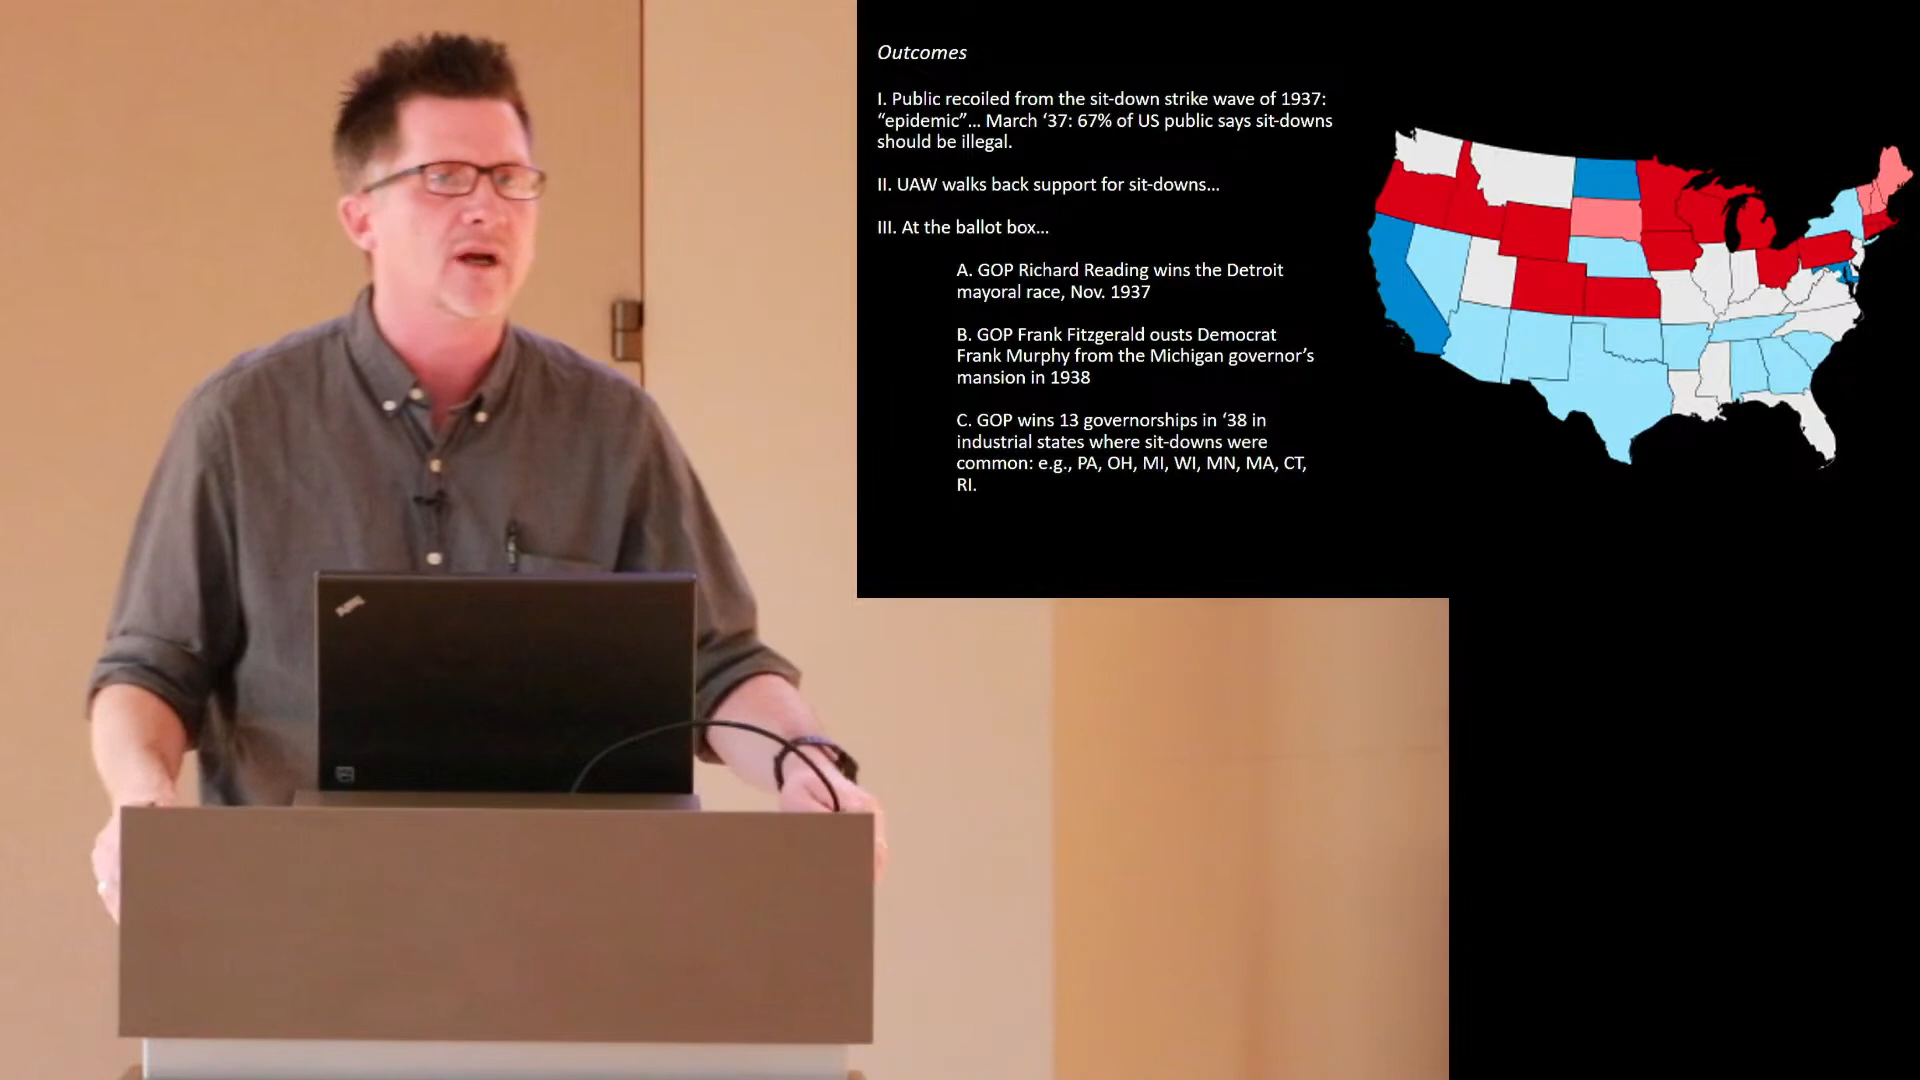 Outcomes
I. Public recoiled from the sit-down strike wave of 1937:
“epidemic”… March ‘37: 67% of US public says sit-downs
should be illegal.
II. UAW walks back support for sit-downs…
III. At the ballot box…
A. GOP Richard Reading wins the Detroit
mayoral race, Nov. 1937
B. GOP Frank Fitzgerald ousts Democrat
Frank Murphy from the Michigan governor’s
mansion in 1938
C. GOP wins 13 governorships in ‘38 in
industrial states where sit-downs were
common: e.g., PA, OH, MI, WI, MN, MA, CT,
RI.